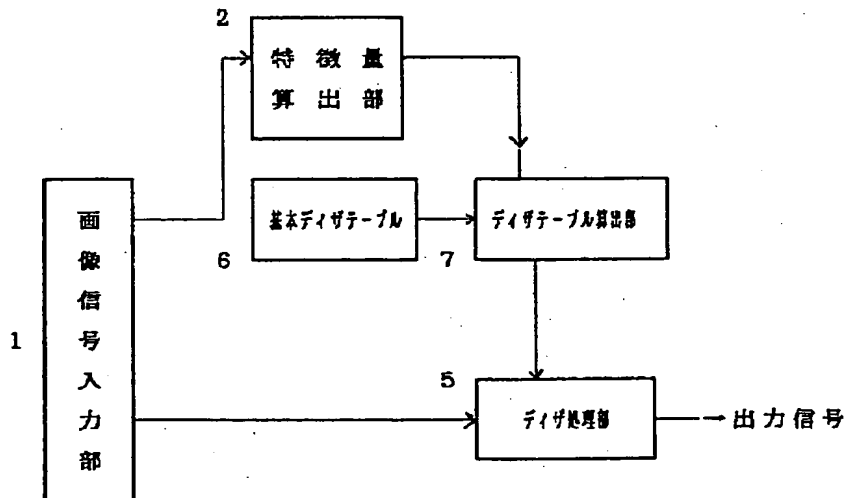 2
特徴量
算出部
基本ディザテーブル
ディザテーブル算出部
6
7
画像信号入力部
1
5
ディザ処理部
出力信号